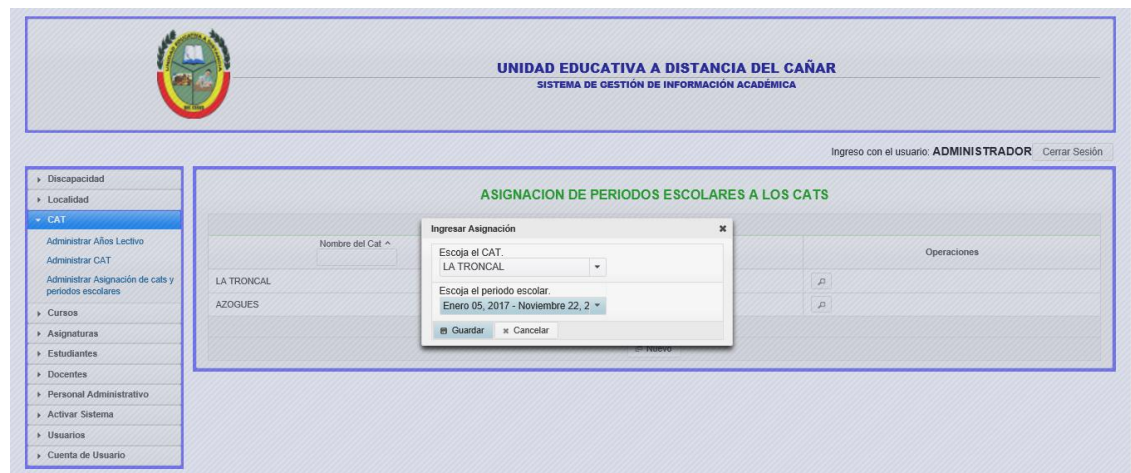 UNIDAD EDUCATIVA A DISTANCIA DEL CAÑAR
SISTEMA DE GESTIÓN DE INFORMACIÓN ACADÉMICA
Ingreso con el usuario: ADMINISTRADOR Cerrar Sesión
Discapacidad
Localidad
CAT
Administrar Años Lectivo
Administrar CAT
Administrar Asignación de cats y
periodos escolares
Cursos
Asignaturas
Estudiantes
Docentes
Personal Administrativo
Activar Sistema
Usuarios
Cuenta de Usuario
ASIGNACION DE PERIODOS ESCOLARES A LOS CATS
Nombre del Cat
Operaciones
LA TRONCAL
AZOGUES
Nuevo
Ingresar Asignación
Escoja el CAT.
LA TRONCAL
Escoja el periodo escolar.
Enero 05, 2017 - Noviembre 22, 2
Guardar
Cancelar